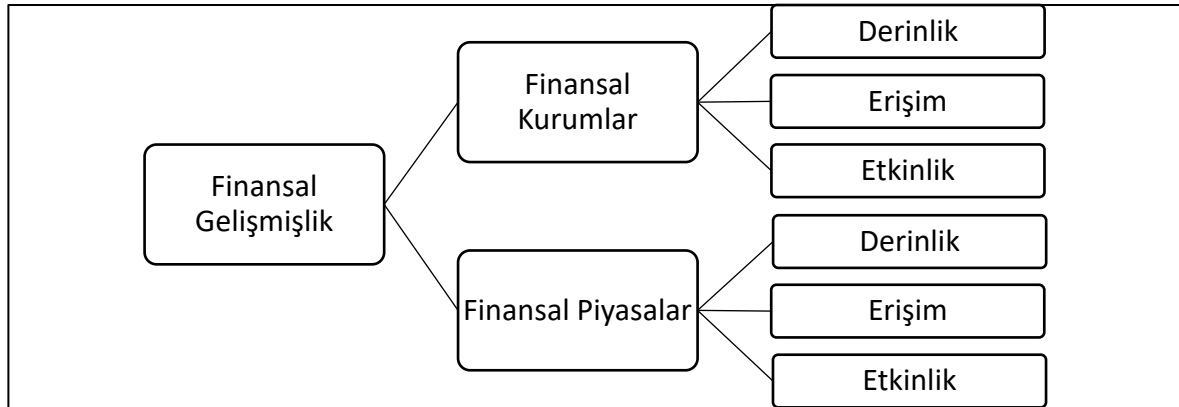 Finansal
Gelişmişlik
Finansal
Kurumlar
Derinlik
Erişim
Etkinlik
Finansal Piyasalar
Derinlik
Erişim
Etkinlik